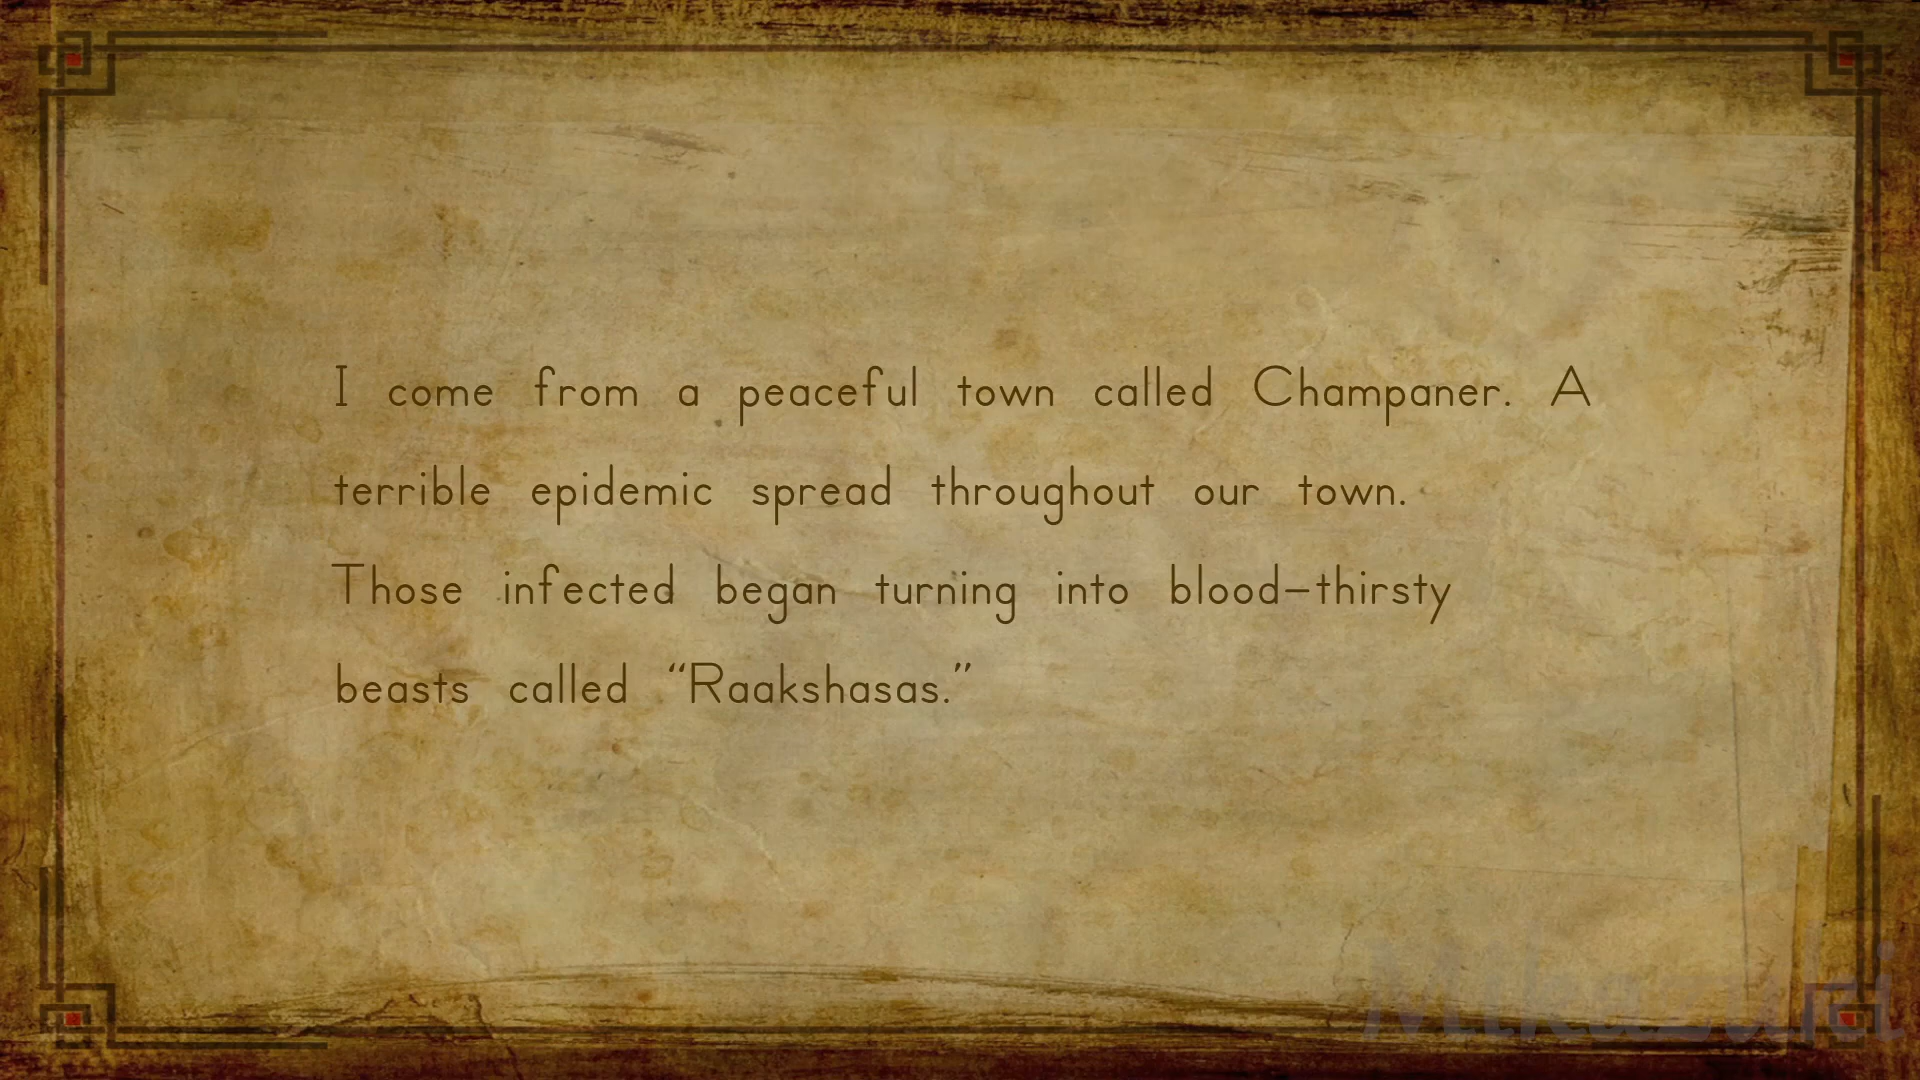 I come from a peaceful town called Champaner. A
terrible epidemic spread throughout our town.
Those infected began turning into blood-thirsty
beasts called “Raakshasas.”
Mikazuki